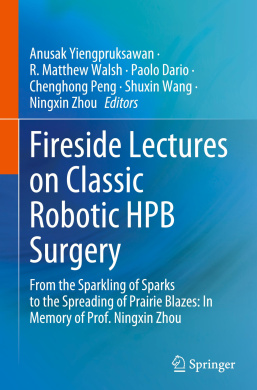 Anusak Yiengpruksawan ·
R. Matthew Walsh · Paolo Dario ·
Chenghong Peng · Shuxin Wang ·
Ningxin Zhou Editors
Fireside Lectures
on Classic
Robotic HPB
Surgery
From the Sparkling of Sparks
to the Spreading of Prairie Blazes: In
Memory of Prof. Ningxin Zhou
Springer